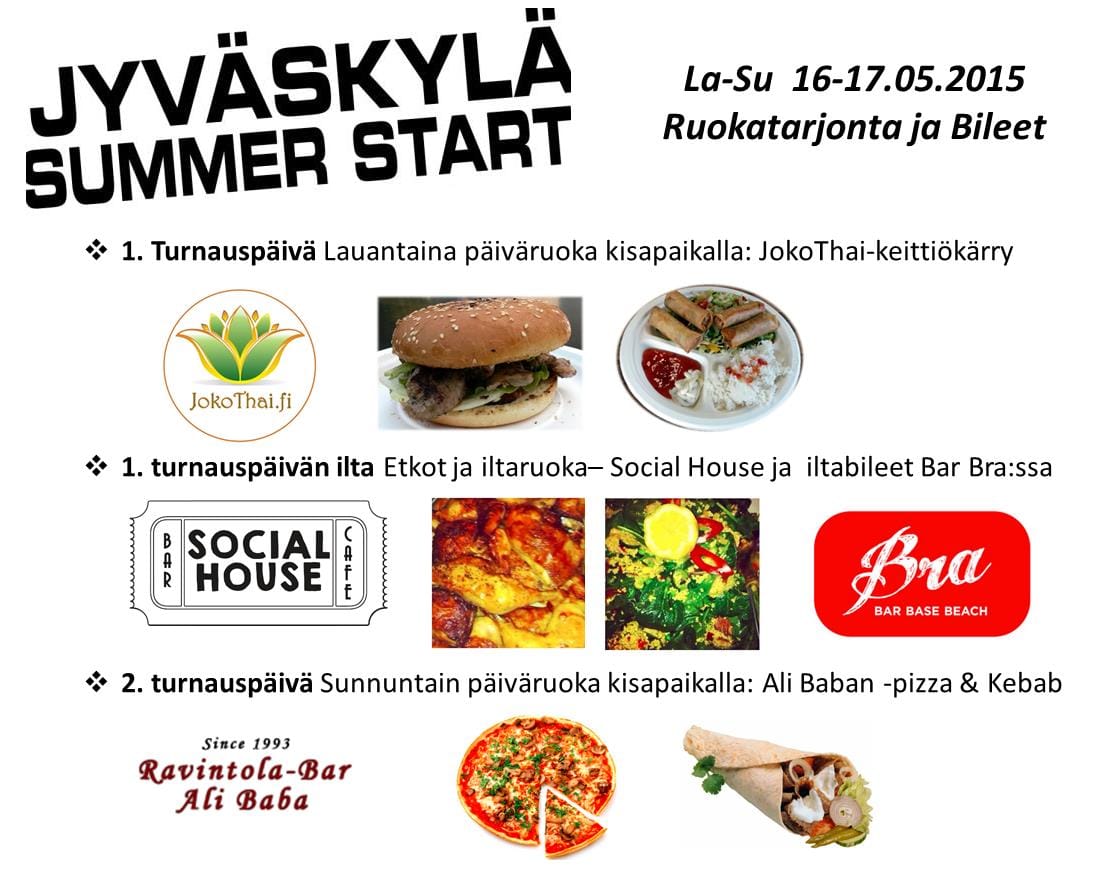 JYVÄSKYLÄ
SUMMER START
La-Su 16-17.05.2015
Ruokatarjonta ja Bileet
❖ 1. Turnauspäivä Lauantaina päiväruoka kisapaikalla: JokoThai-keittiökärry
JokoThai.fi
❖ 1. turnauspäivän ilta Etkot ja iltaruoka– Social House ja iltabileet Bar Bra:ssa
BAR
SOCIAL
HOUSE
CAFÉ
Bra
BAR BASE BEACH
❖ 2. turnauspäivä Sunnuntain päiväruoka kisapaikalla: Ali Baban -pizza & Kebab
Since 1993
Ravintola-Bar
Ali Baba